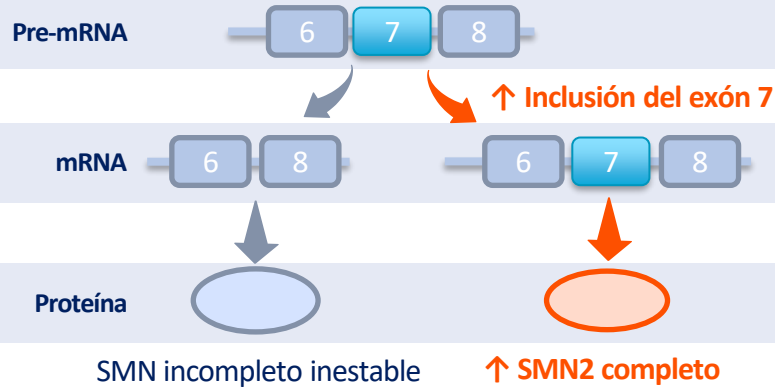 Pre-mRNA 6 7 8
↑ Inclusión del exón 7
mRNA 6 8 6 7 8
Proteína
SMN incompleto inestable ↑ SMN2 completo